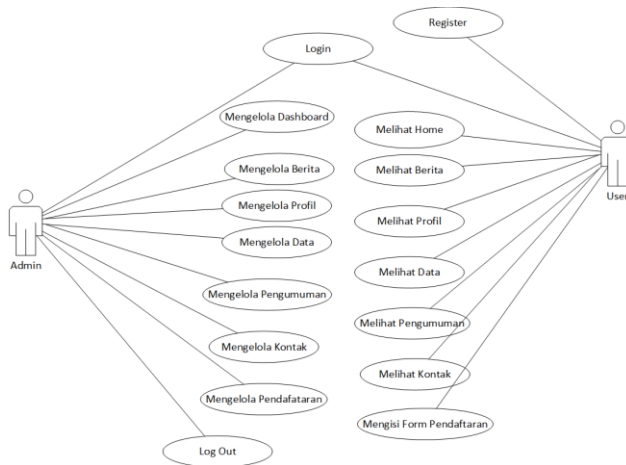 Register
Login
Mengelola Dashboard
Melihat Home
Mengelola Berita
Melihat Berita
Mengelola Profil
Melihat Profil
Mengelola Data
Melihat Data
Mengelola Pengumuman
Melihat Pengumuman
Mengelola Kontak
Melihat Kontak
Mengelola Pendafataran
Mengisi Form Pendaftaran
Log Out
Admin
User